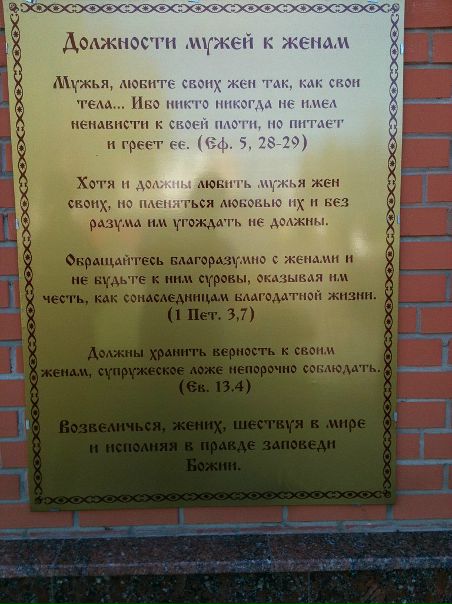 Должности мужей к женам
Мужья, любите своих жен так, как свои
тела... Ибо никто никогда не имел
ненависти к своей плоти, но питает
и греет ее. (Еф. 5, 28-29)
Хотя и должны любить мужья жен
своих, но пленяться любовью их и без
разума им угождать не должны.
Обращайтесь благоразумно с женами и
не будьте к ним суровы, оказывая им
честь, как сонаследницам благодатной жизни.
(1 Пет. 3,7)
Должны хранить верность к своим
женам, супружеское ложе непорочно соблюдать.
(Ев. 13.4)
Возвеличься, жених, шествуя в мире
и исполняя в правде заповеди
Божии.